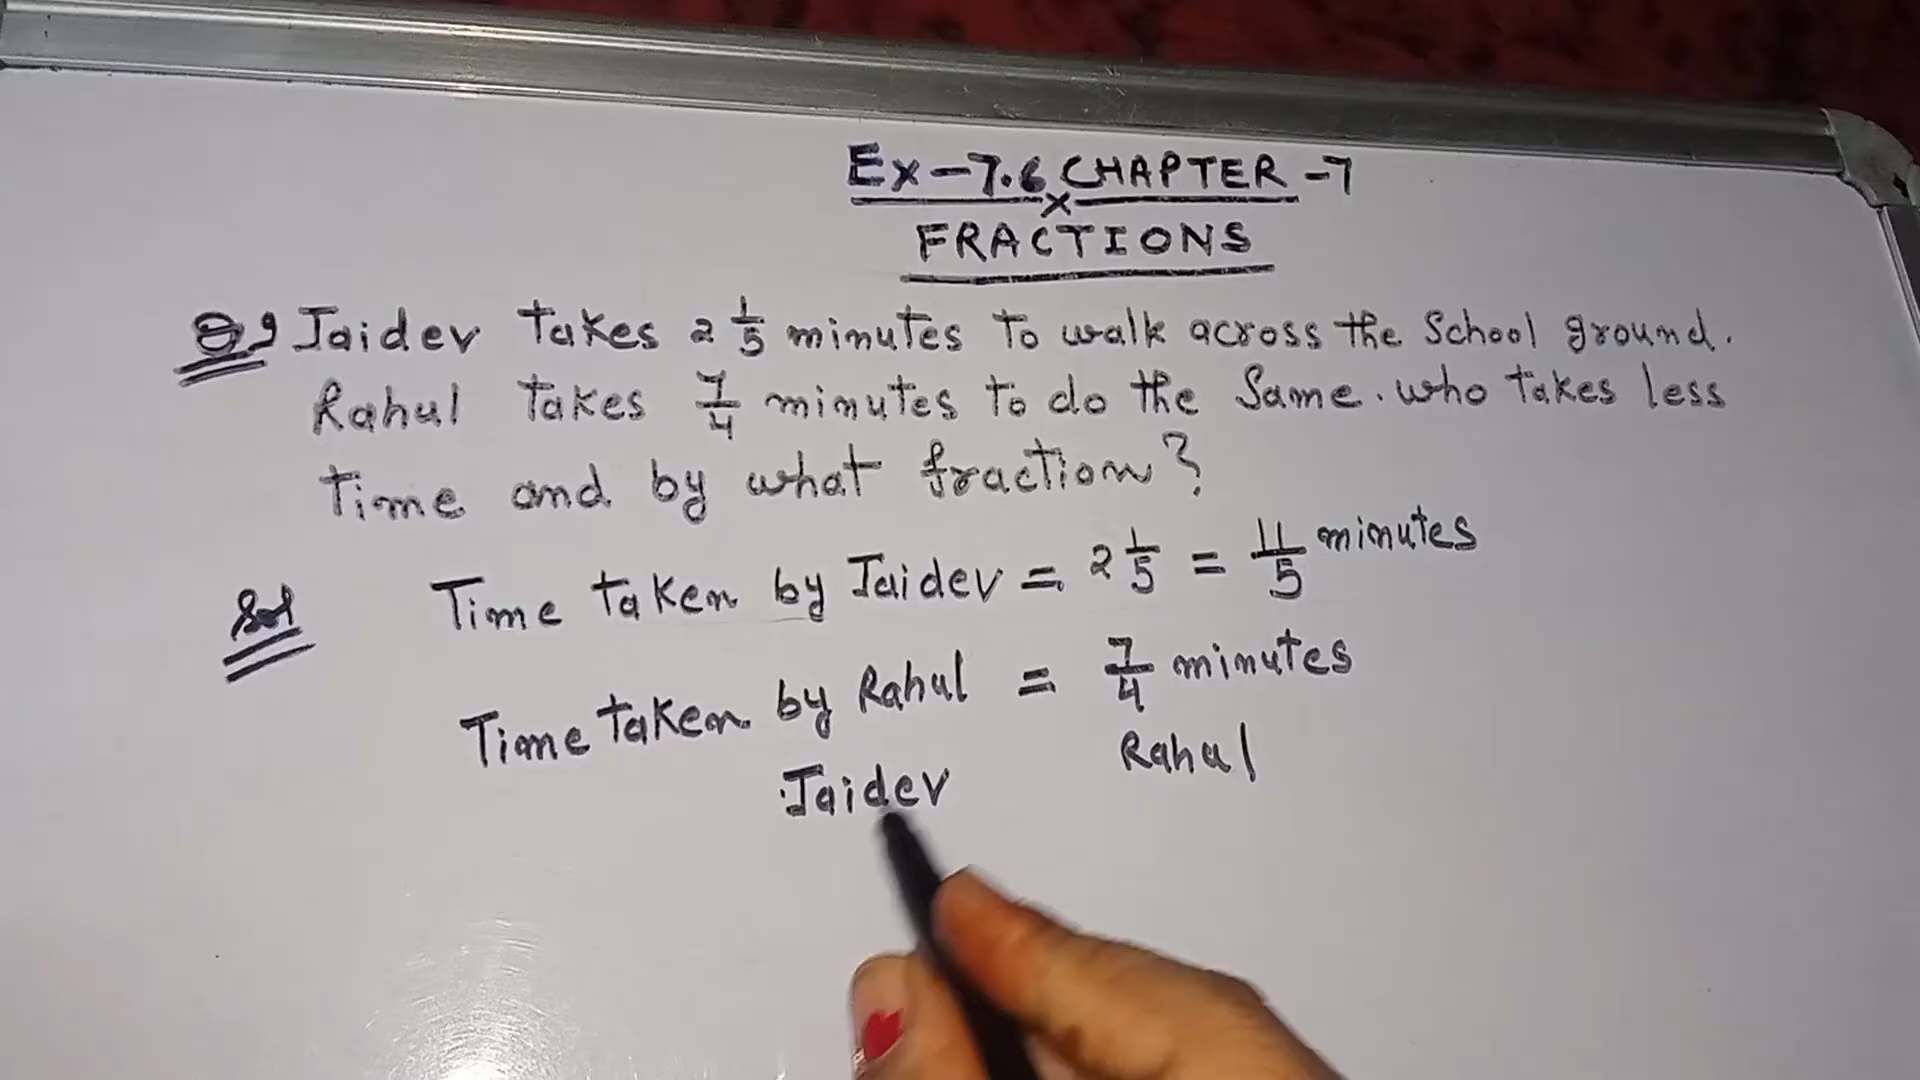 Ex-7.6 CHAPTER-7
×
FRACTIONS
Q9 Jaidev takes 2 1/5 minutes to walk across the School ground.
Rahul takes 7/4 minutes to do the Same. who takes less
Time and by what fraction?
Sol Time taken by Jaidev = 2 1/5 = 11/5 minutes
Time taken by Rahul = 7/4 minutes
Jaidev Rahul